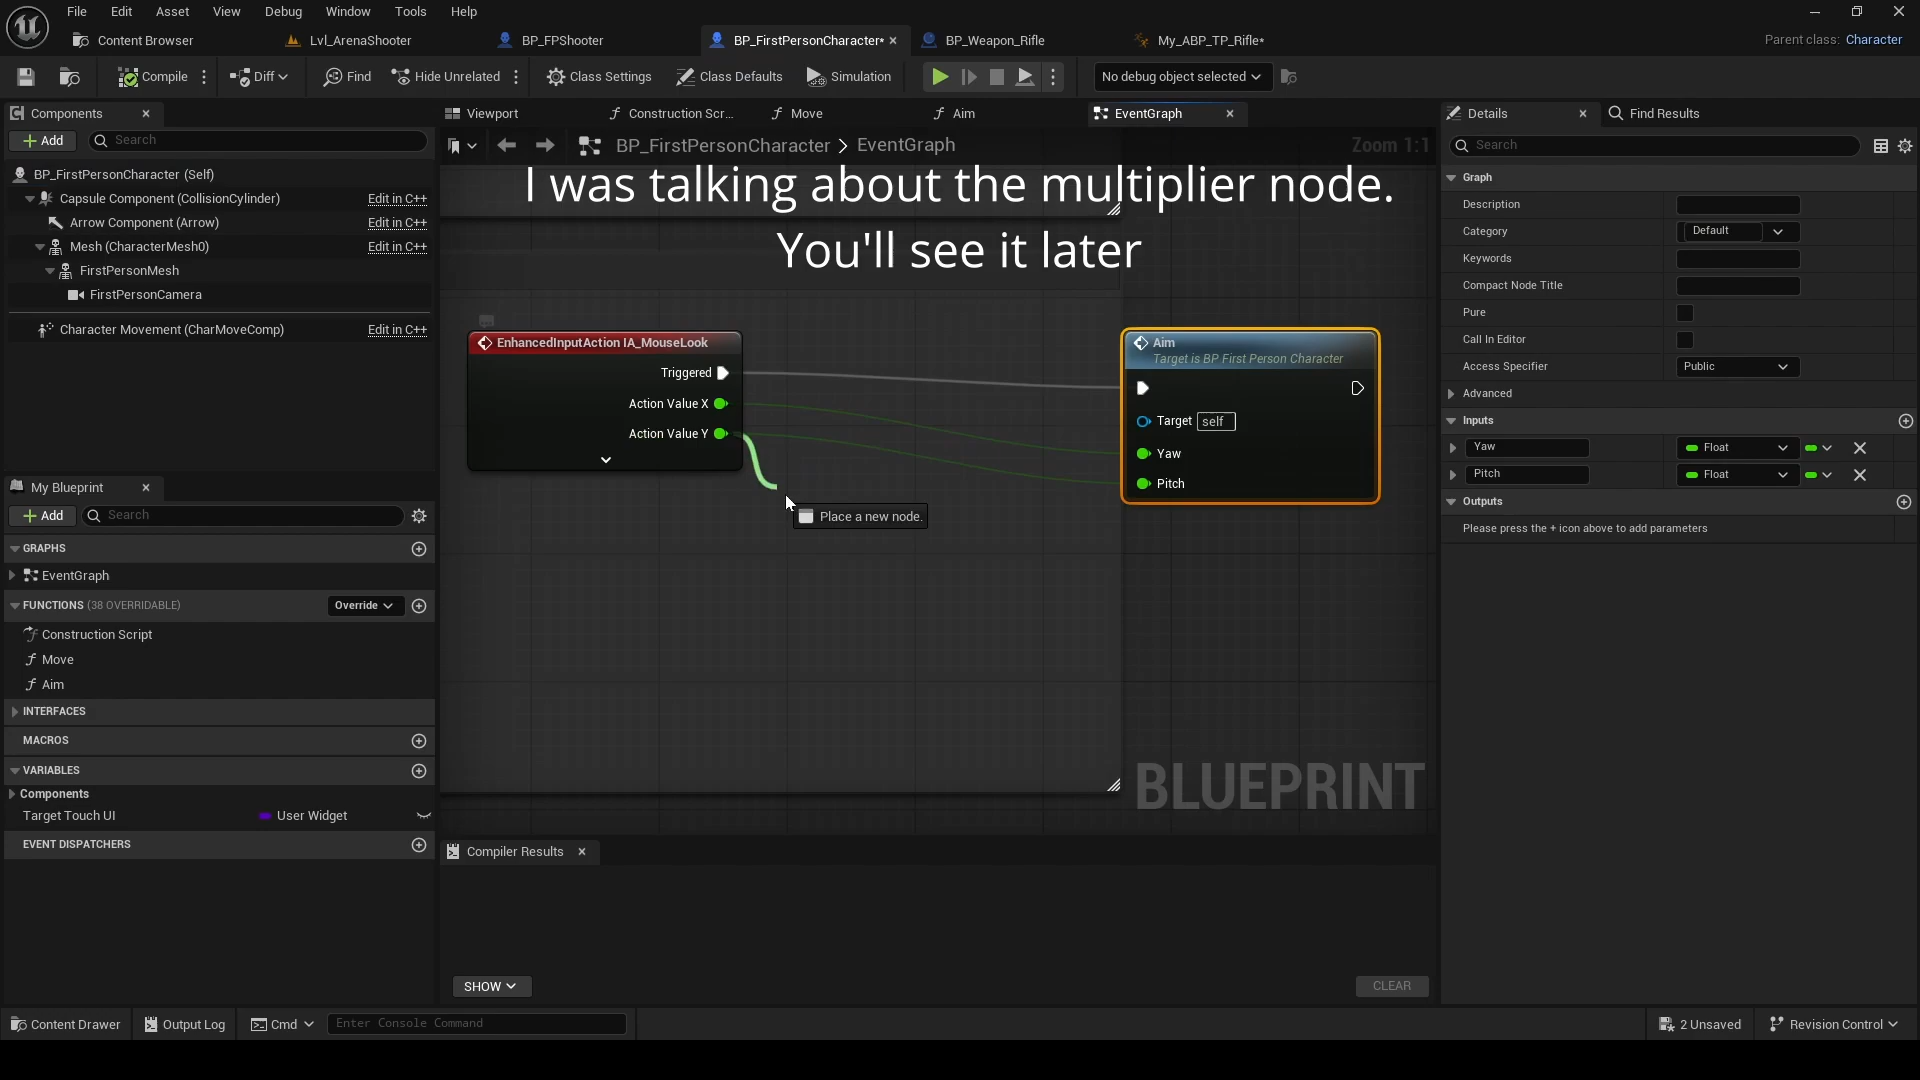 File Edit Asset View Debug Window Tools Help
Content Browser Lvl_ArenaShooter BP_FPShooter BP_FirstPersonCharacter* BP_Weapon_Rifle My_ABP_TP_Rifle* Parent class: Character
Compile Diff Find Hide Unrelated Class Settings Class Defaults Simulation No debug object selected
Components
Add Search
BP_FirstPersonCharacter (Self)
Capsule Component (CollisionCylinder) Edit in C++
Arrow Component (Arrow) Edit in C++
Mesh (CharacterMesh0) Edit in C++
FirstPersonMesh
FirstPersonCamera
Character Movement (CharMoveComp) Edit in C++
My Blueprint
Add Search
GRAPHS
EventGraph
FUNCTIONS (38 OVERRIDABLE) Override
Construction Script
Move
Aim
INTERFACES
MACROS
VARIABLES
Components
Target Touch UI User Widget
EVENT DISPATCHERS
Viewport Construction Scr... Move Aim EventGraph
BP_FirstPersonCharacter > EventGraph Zoom 1:1
I was talking about the multiplier node.
You'll see it later
EnhancedInputAction IA_MouseLook
Triggered
Action Value X
Action Value Y
Place a new node.
Aim
Target is BP First Person Character
Target self
Yaw
Pitch
BLUEPRINT
Compiler Results
SHOW CLEAR
Details Find Results
Search
Graph
Description
Category Default
Keywords
Compact Node Title
Pure
Call In Editor
Access Specifier Public
Advanced
Inputs
Yaw Float
Pitch Float
Outputs
Please press the + icon above to add parameters
Content Drawer Output Log Cmd Enter Console Command 2 Unsaved Revision Control